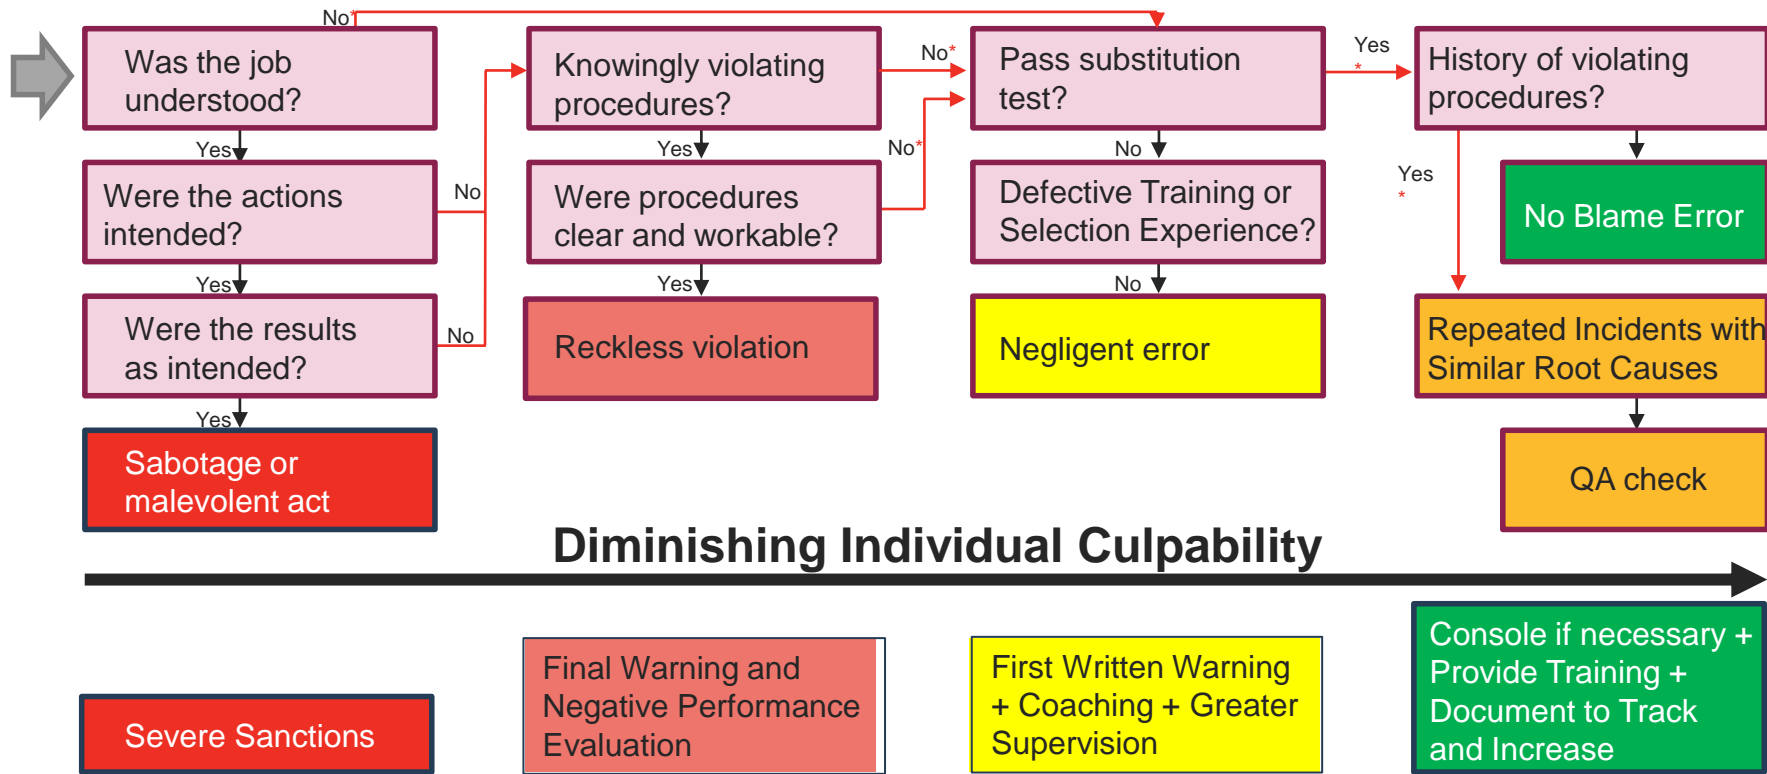 No*
Was the job
understood?
Knowingly violating
procedures?
No*
Pass substitution
test?
Yes
*
History of violating
procedures?
Yes
Yes
No*
No
Yes
*
Were the actions
intended?
No
Were procedures
clear and workable?
Defective Training or
Selection Experience?
No Blame Error
Yes
Yes
No
Were the results
as intended?
No
Reckless violation
Negligent error
Repeated Incidents with
Similar Root Causes
Yes
Sabotage or
malevolent act
QA check
Diminishing Individual Culpability
Severe Sanctions
Final Warning and
Negative Performance
Evaluation
First Written Warning
+ Coaching + Greater
Supervision
Console if necessary +
Provide Training +
Document to Track
and Increase